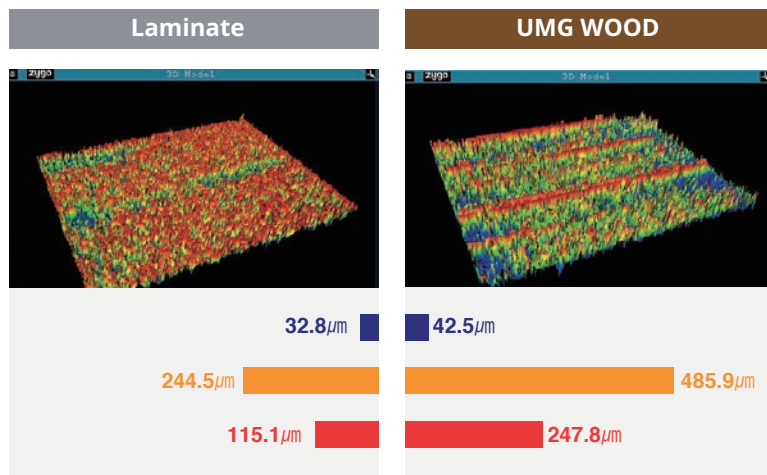 Laminate
UMG WOOD
zygo 3D Model
zygo 3D Model
32.8㎛
42.5㎛
244.5㎛
485.9㎛
115.1㎛
247.8㎛